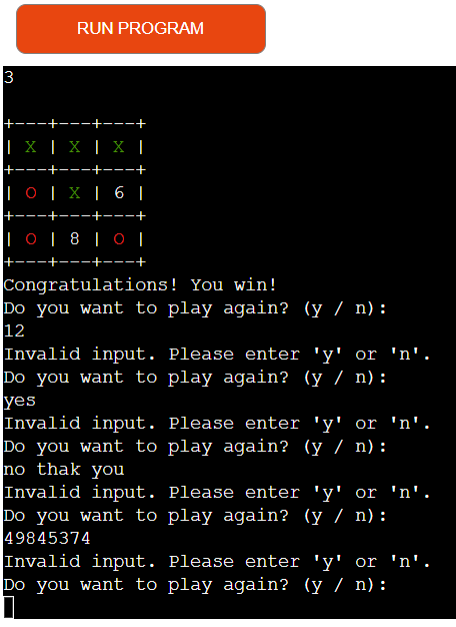 RUN PROGRAM
3
+---+---+---+
| X | X | X |
+---+---+---+
| O | X | 6 |
+---+---+---+
| O | 8 | O |
+---+---+---+
Congratulations! You win!
Do you want to play again? (y / n):
12
Invalid input. Please enter 'y' or 'n'.
Do you want to play again? (y / n):
yes
Invalid input. Please enter 'y' or 'n'.
Do you want to play again? (y / n):
no thak you
Invalid input. Please enter 'y' or 'n'.
Do you want to play again? (y / n):
49845374
Invalid input. Please enter 'y' or 'n'.
Do you want to play again? (y / n):